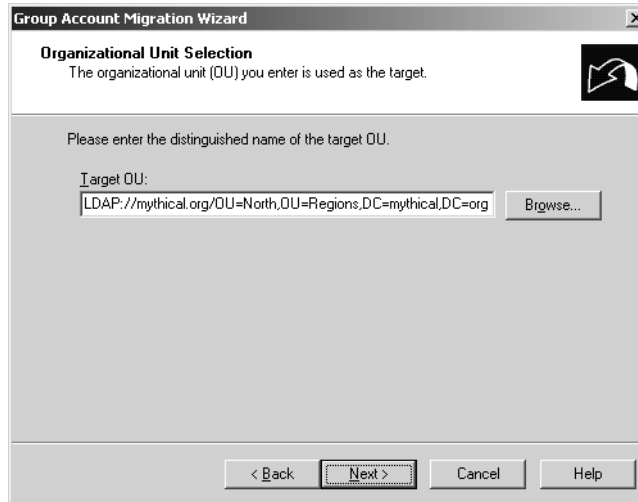 Group Account Migration Wizard
Organizational Unit Selection
The organizational unit (OU) you enter is used as the target.
Please enter the distinguished name of the target OU.
Target OU:
LDAP://mythical.org/OU=North,OU=Regions,DC=mythical,DC=org
Browse...
< Back
Next >
Cancel
Help